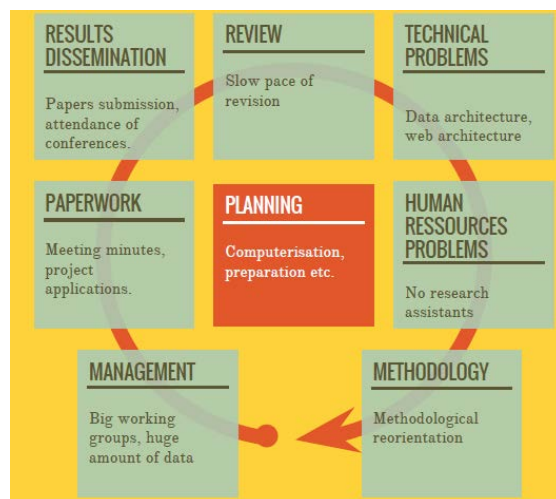 RESULTS
DISSEMINATION
Papers submission,
attendance of
conferences.
REVIEW
Slow pace of
revision
TECHNICAL
PROBLEMS
Data architecture,
web architecture
PAPERWORK
Meeting minutes,
project
applications.
PLANNING
Computerisation,
preparation etc.
HUMAN
RESSOURCES
PROBLEMS
No research
assistants
MANAGEMENT
Big working
groups, huge
amount of data
METHODOLOGY
Methodological
reorientation